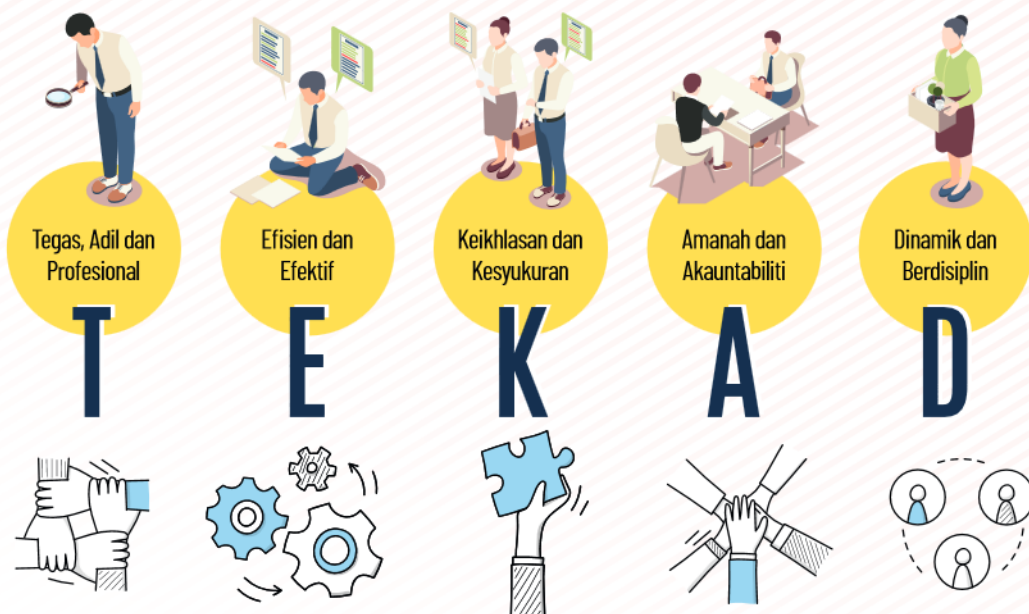 Tegas, Adil dan
Profesional
T
Efisien dan
Efektif
E
Keikhlasan dan
Kesyukuran
K
Amanah dan
Akauntabiliti
A
Dinamik dan
Berdisiplin
D